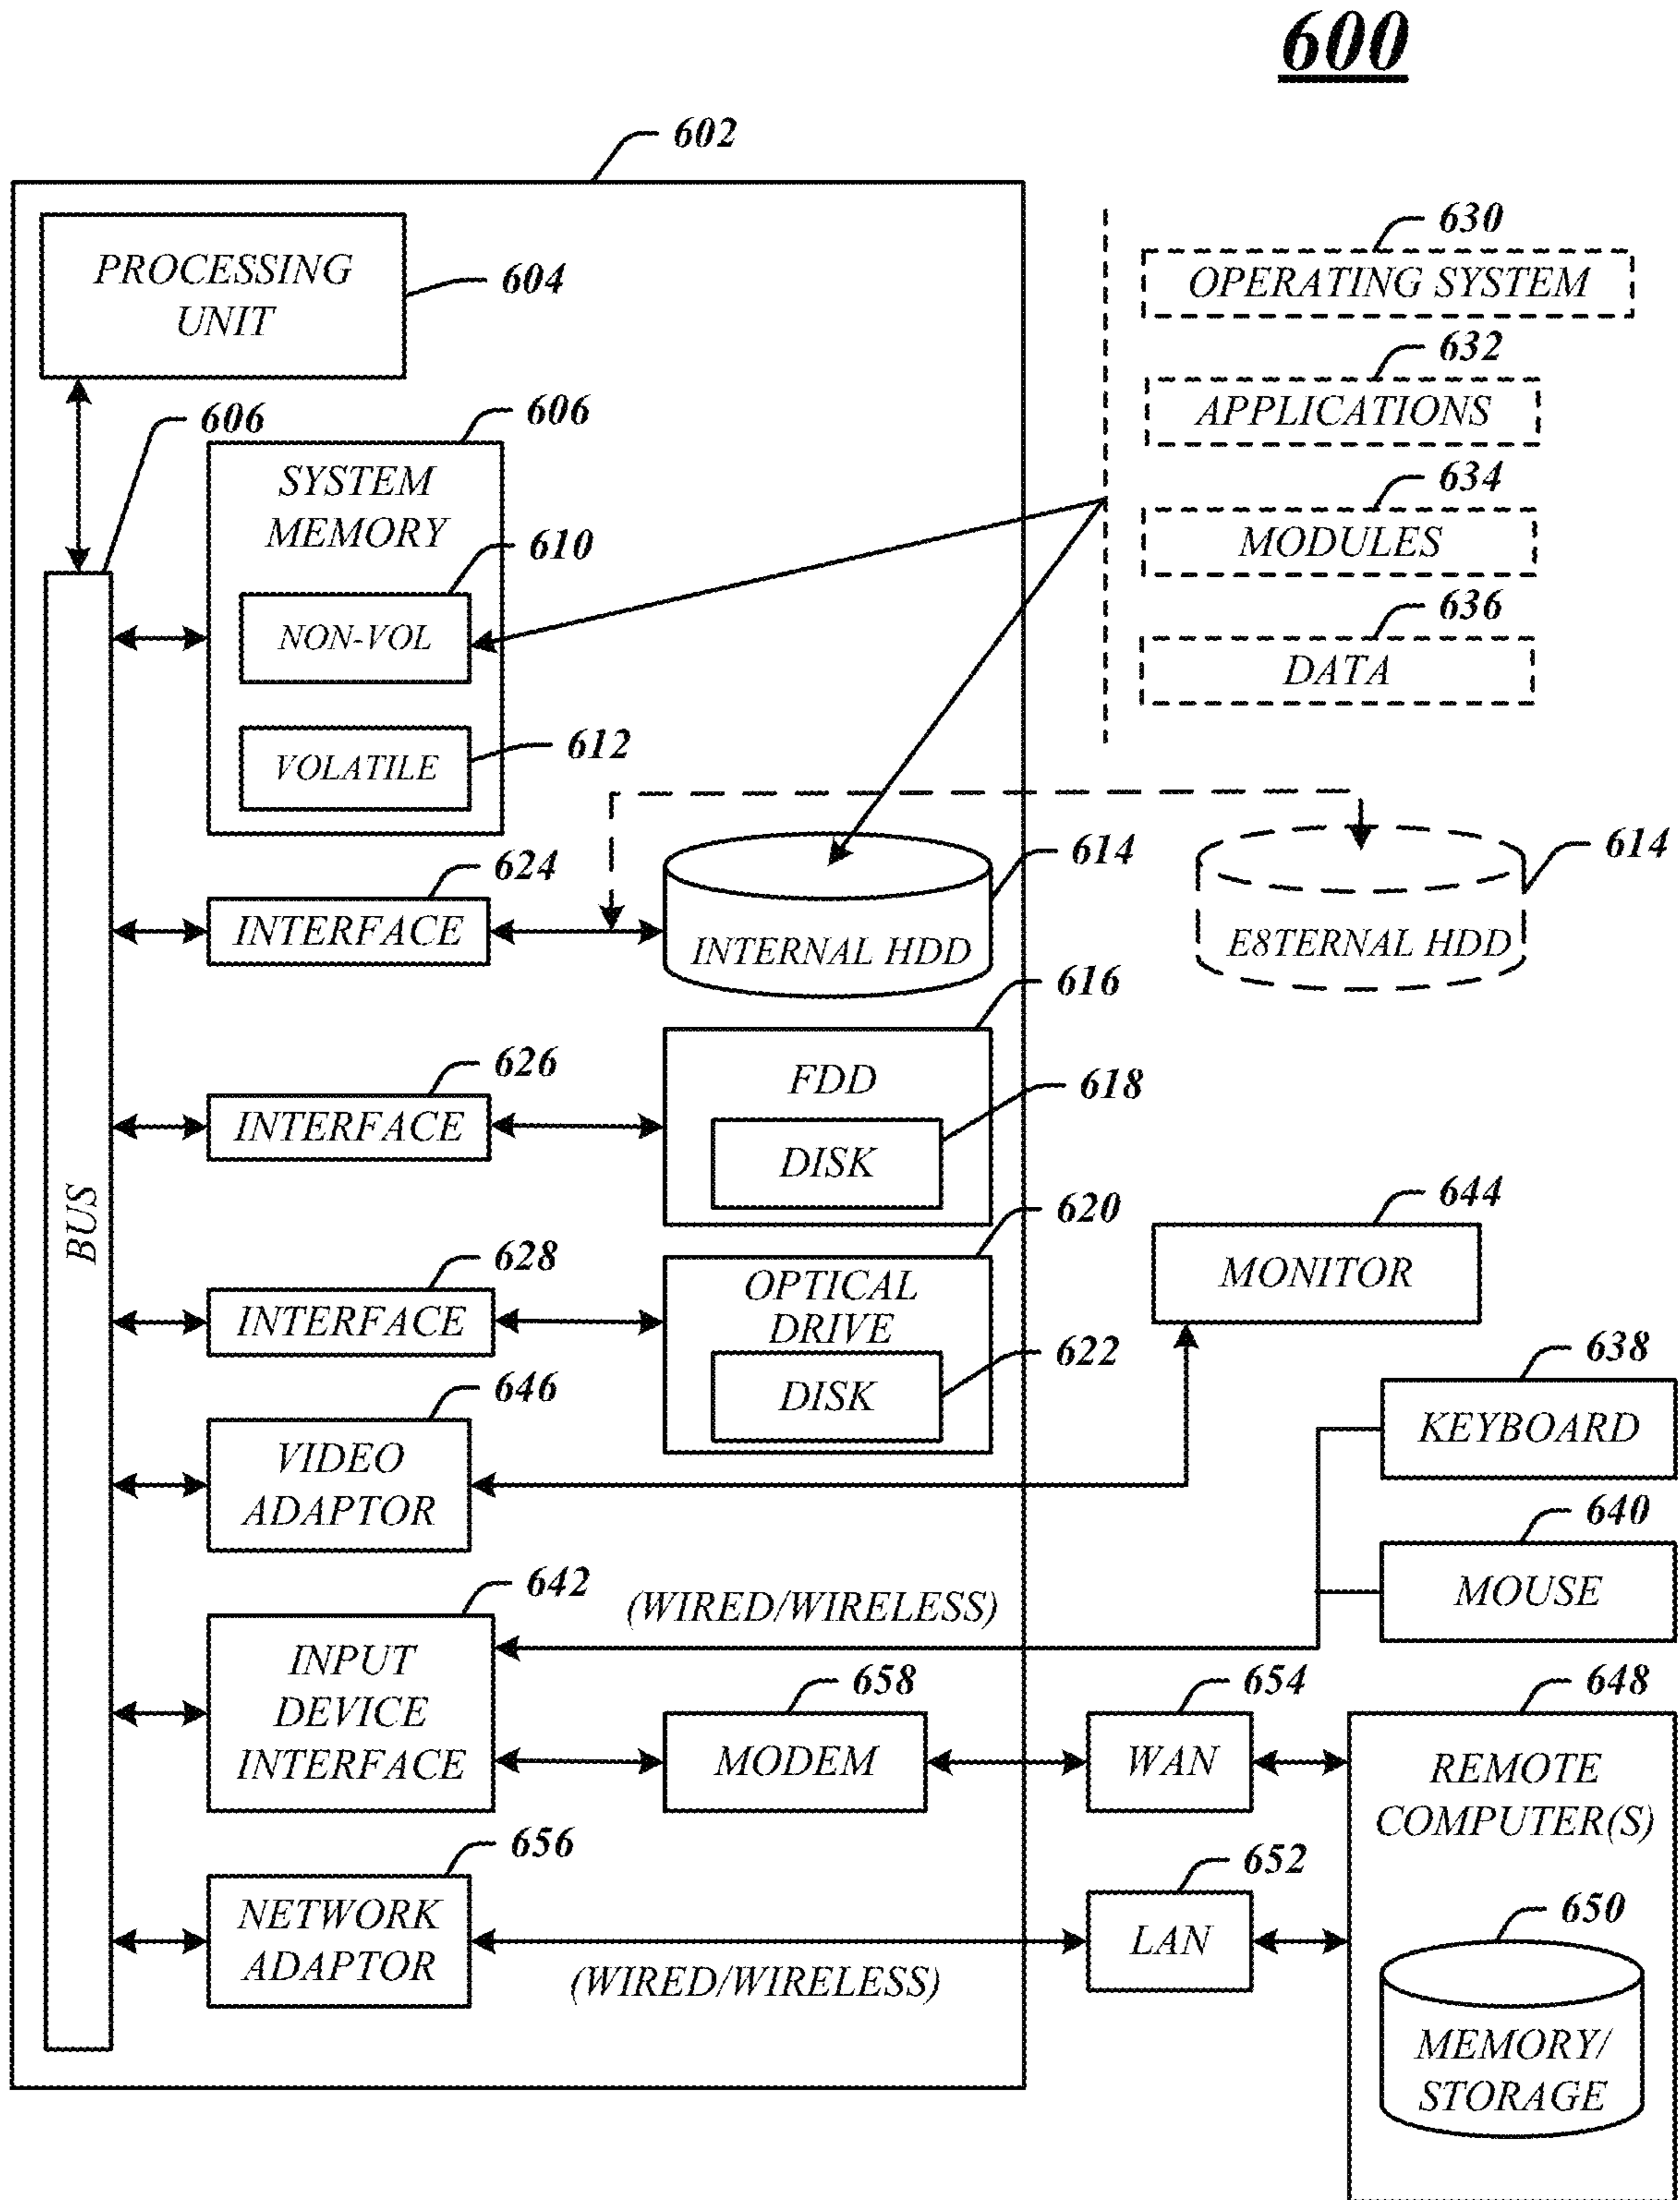 600
602
PROCESSING
UNIT
604
630
OPERATING SYSTEM
632
APPLICATIONS
634
MODULES
636
DATA
606
606
SYSTEM
MEMORY
610
NON-VOL
612
VOLATILE
BUS
624
INTERFACE
614
INTERNAL HDD
614
E8TERNAL HDD
626
INTERFACE
616
FDD
618
DISK
628
INTERFACE
620
OPTICAL
DRIVE
622
DISK
644
MONITOR
646
VIDEO
ADAPTOR
638
KEYBOARD
640
MOUSE
642
INPUT
DEVICE
INTERFACE
(WIRED/WIRELESS)
658
MODEM
654
WAN
648
REMOTE
COMPUTER(S)
656
NETWORK
ADAPTOR
(WIRED/WIRELESS)
652
LAN
650
MEMORY/
STORAGE